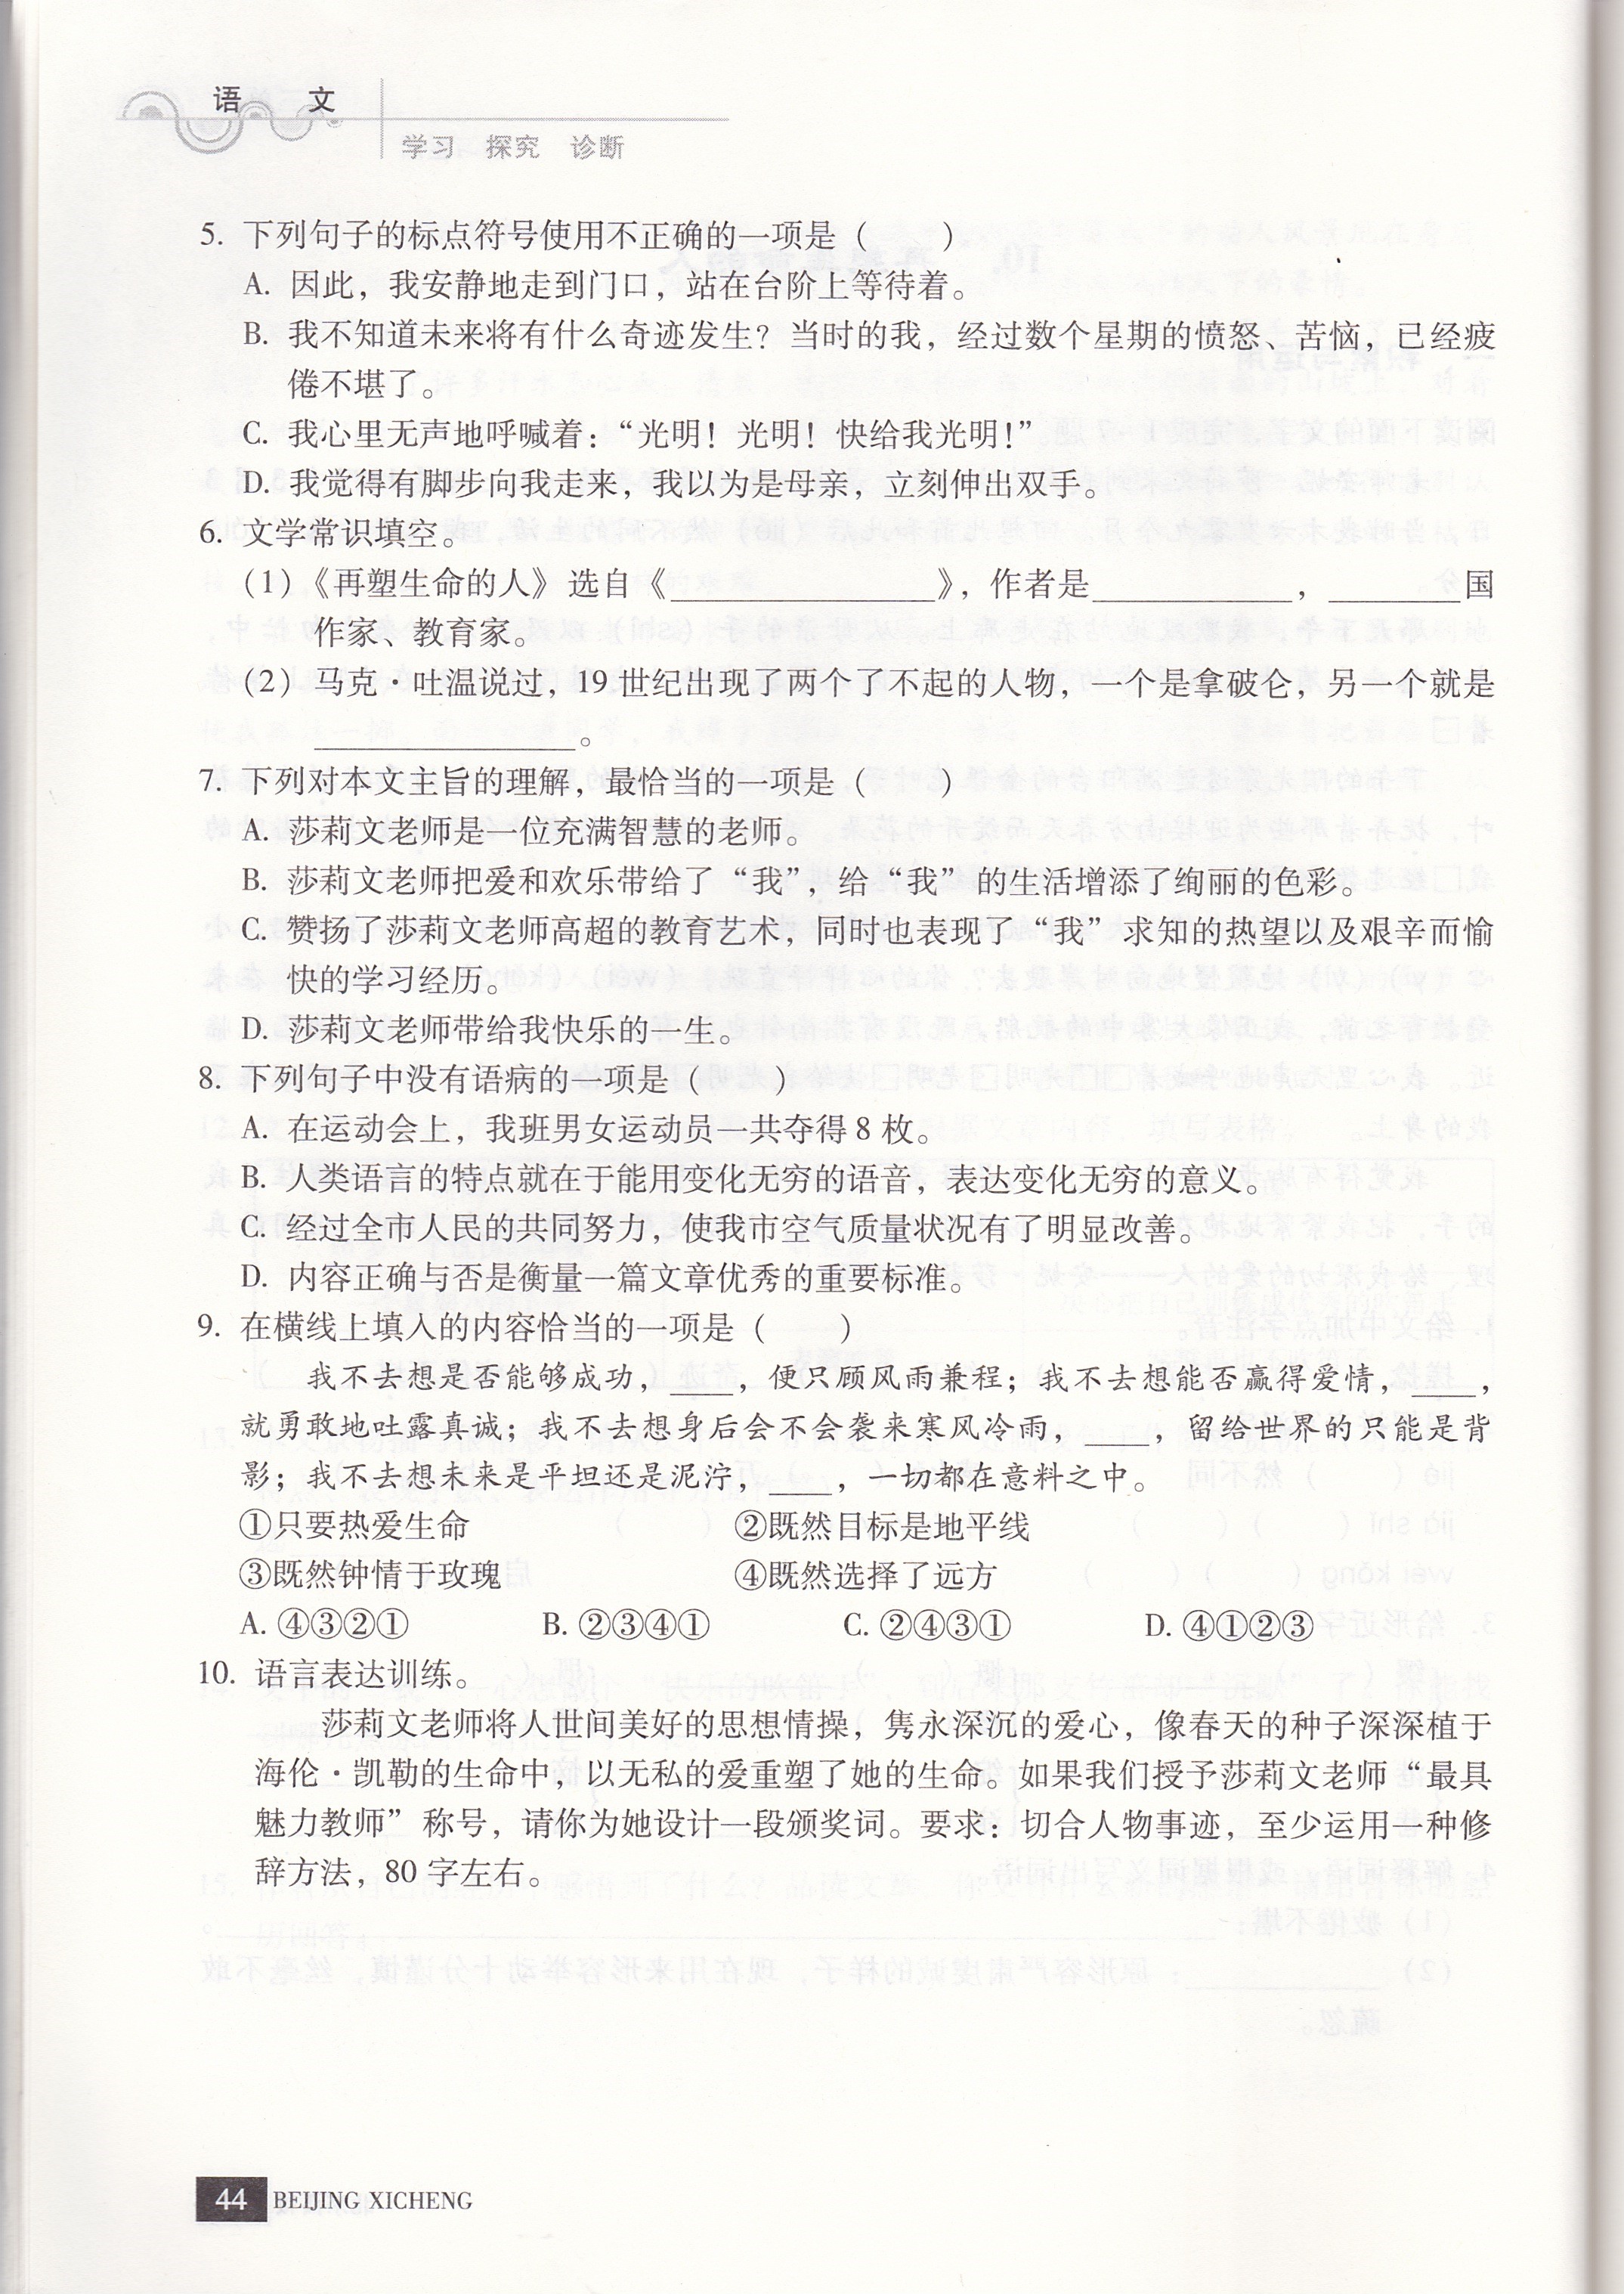 语 文
学习 探究 诊断
5. 下列句子的标点符号使用不正确的一项是（ ）
A. 因此，我安静地走到门口，站在台阶上等待着。
B. 我不知道未来将有什么奇迹发生？当时的我，经过数个星期的愤怒、苦恼，已经疲
倦不堪了。
C. 我心里无声地呼喊着：“光明！光明！快给我光明！”
D. 我觉得有脚步向我走来，我以为是母亲，立刻伸出双手。
6. 文学常识填空。
（1）《再塑生命的人》选自《________________》，作者是____________，________国
作家、教育家。
（2）马克·吐温说过，19 世纪出现了两个了不起的人物，一个是拿破仑，另一个就是
________________。
7. 下列对本文主旨的理解，最恰当的一项是（ ）
A. 莎莉文老师是一位充满智慧的老师。
B. 莎莉文老师把爱和欢乐带给了“我”，给“我”的生活增添了绚丽的色彩。
C. 赞扬了莎莉文老师高超的教育艺术，同时也表现了“我”求知的热望以及艰辛而愉
快的学习经历。
D. 莎莉文老师带给我快乐的一生。
8. 下列句子中没有语病的一项是（ ）
A. 在运动会上，我班男女运动员一共夺得 8 枚。
B. 人类语言的特点就在于能用变化无穷的语音，表达变化无穷的意义。
C. 经过全市人民的共同努力，使我市空气质量状况有了明显改善。
D. 内容正确与否是衡量一篇文章优秀的重要标准。
9. 在横线上填入的内容恰当的一项是（ ）
我不去想是否能够成功，____，便只顾风雨兼程；我不去想能否赢得爱情，____，
就勇敢地吐露真诚；我不去想身后会不会袭来寒风冷雨，____，留给世界的只能是背
影；我不去想未来是平坦还是泥泞，____，一切都在意料之中。
①只要热爱生命 ②既然目标是地平线
③既然钟情于玫瑰 ④既然选择了远方
A. ④③②① B. ②③④① C. ②④③① D. ④①②③
10. 语言表达训练。
莎莉文老师将人世间美好的思想情操，隽永深沉的爱心，像春天的种子深深植于
海伦·凯勒的生命中，以无私的爱重塑了她的生命。如果我们授予莎莉文老师“最具
魅力教师”称号，请你为她设计一段颁奖词。要求：切合人物事迹，至少运用一种修
辞方法，80 字左右。
44 BEIJING XICHENG